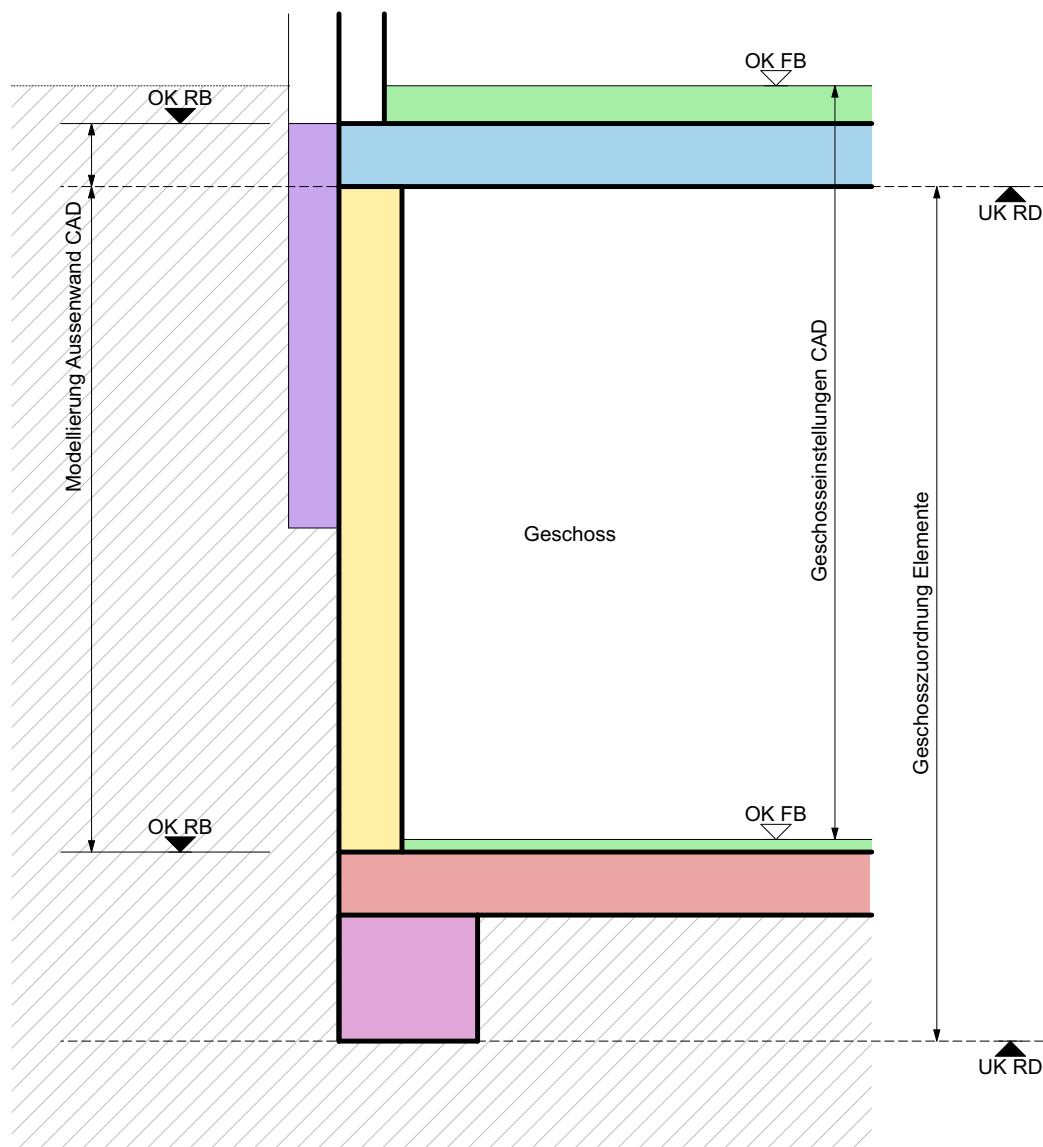 OK FB
OK RB
UK RD
Modellierung Aussenwand CAD
Geschosseinstellungen CAD
Geschoss
Geschosszuordnung Elemente
OK FB
OK RB
UK RD